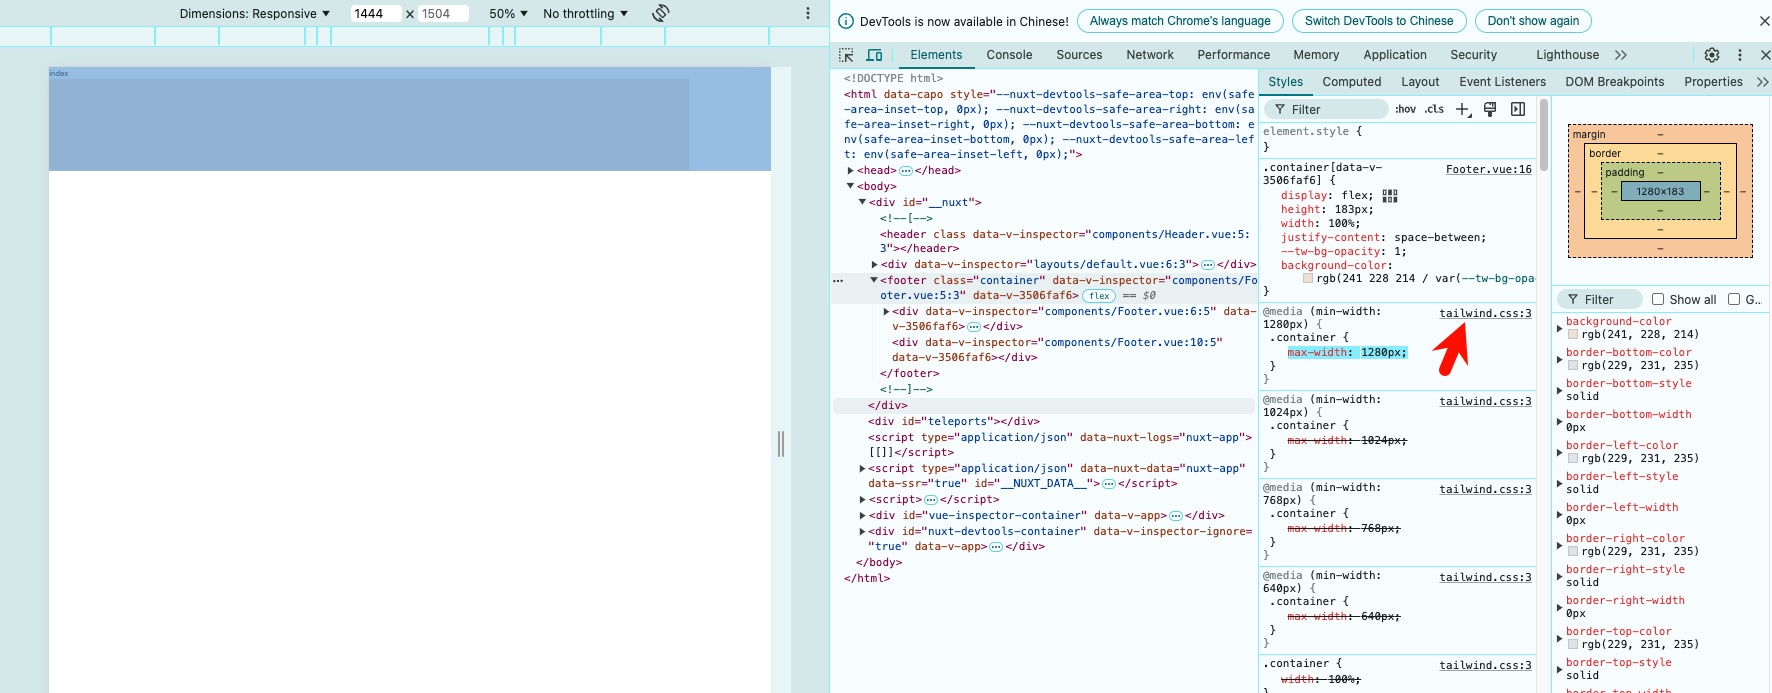 Dimensions: Responsive ▼ 1444 x 1504 50% ▼ No throttling ▼
DevTools is now available in Chinese! Always match Chrome's language Switch DevTools to Chinese Don't show again
Elements Console Sources Network Performance Memory Application Security Lighthouse
index
<!DOCTYPE html>
<html data-capo style="--nuxt-devtools-safe-area-top: env(safe
-area-inset-top, 0px); --nuxt-devtools-safe-area-right: env(sa
fe-area-inset-right, 0px); --nuxt-devtools-safe-area-bottom: e
nv(safe-area-inset-bottom, 0px); --nuxt-devtools-safe-area-lef
t: env(safe-area-inset-left, 0px);">
<head> ⋯ </head>
<body>
<div id="__nuxt">
<!--[-->
<header class data-v-inspector="components/Header.vue:5:
3"></header>
<div data-v-inspector="layouts/default.vue:6:3"> ⋯ </div>
<footer class="container" data-v-inspector="components/Fo
oter.vue:5:3" data-v-3506faf6> flex == $0
<div data-v-inspector="components/Footer.vue:6:5" data-
v-3506faf6> ⋯ </div>
<div data-v-inspector="components/Footer.vue:10:5"
data-v-3506faf6></div>
</footer>
<!--]-->
</div>
<div id="teleports"></div>
<script type="application/json" data-nuxt-logs="nuxt-app">
[[]]</script>
<script type="application/json" data-nuxt-data="nuxt-app"
data-ssr="true" id="__NUXT_DATA__"> ⋯ </script>
<script> ⋯ </script>
<div id="vue-inspector-container" data-v-app> ⋯ </div>
<div id="nuxt-devtools-container" data-v-inspector-ignore=
"true" data-v-app> ⋯ </div>
</body>
</html>
Styles Computed Layout Event Listeners DOM Breakpoints Properties
Filter :hov .cls
element.style {
}
.container[data-v- Footer.vue:16
3506faf6] {
display: flex;
height: 183px;
width: 100%;
justify-content: space-between;
--tw-bg-opacity: 1;
background-color:
rgb(241 228 214 / var(--tw-bg-opa
}
@media (min-width: tailwind.css:3
1280px) {
.container {
max-width: 1280px;
}
}
@media (min-width: tailwind.css:3
1024px) {
.container {
max-width: 1024px;
}
}
@media (min-width: tailwind.css:3
768px) {
.container {
max-width: 768px;
}
}
@media (min-width: tailwind.css:3
640px) {
.container {
max-width: 640px;
}
}
.container { tailwind.css:3
width: 100%;
}
margin –
border –
padding –
– – – 1280×183 – – –
–
–
–
Filter Show all G...
background-color
rgb(241, 228, 214)
border-bottom-color
rgb(229, 231, 235)
border-bottom-style
solid
border-bottom-width
0px
border-left-color
rgb(229, 231, 235)
border-left-style
solid
border-left-width
0px
border-right-color
rgb(229, 231, 235)
border-right-style
solid
border-right-width
0px
border-top-color
rgb(229, 231, 235)
border-top-style
solid
border-top-width